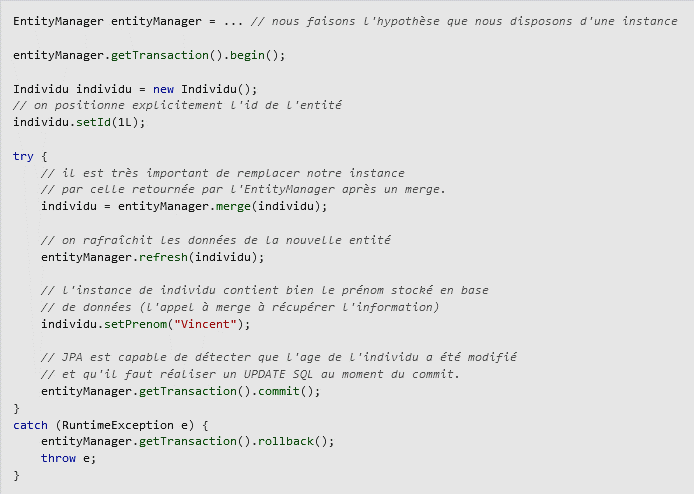 EntityManager entityManager = ... // nous faisons l'hypothèse que nous disposons d'une instance
entityManager.getTransaction().begin();
Individu individu = new Individu();
// on positionne explicitement l'id de l'entité
individu.setId(1L);
try {
// il est très important de remplacer notre instance
// par celle retournée par l'EntityManager après un merge.
individu = entityManager.merge(individu);
// on rafraîchit les données de la nouvelle entité
entityManager.refresh(individu);
// l'instance de individu contient bien le prénom stocké en base
// de données (l'appel à merge à récupérer l'information)
individu.setPrenom("Vincent");
// JPA est capable de détecter que l'age de l'individu a été modifié
// et qu'il faut réaliser un UPDATE SQL au moment du commit.
entityManager.getTransaction().commit();
}
catch (RuntimeException e) {
entityManager.getTransaction().rollback();
throw e;
}